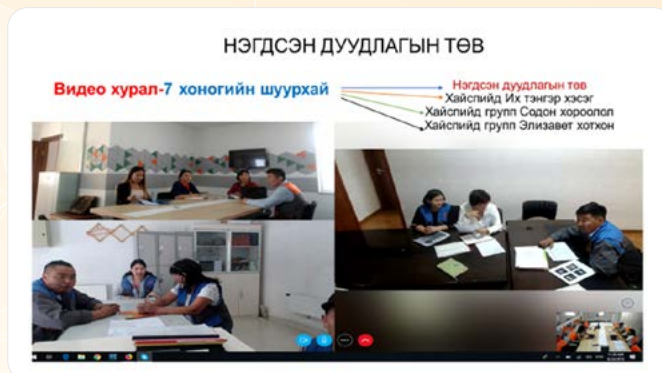 НЭГДСЭН ДУУДЛАГЫН ТӨВ
Видео хурал-7 хоногийн шуурхай
Нэгдсэн дуудлагын төв
Хайспийд Их тэнгэр хэсэг
Хайспийд групп Содон хороолол
Хайспийд групп Элизавет хотхон